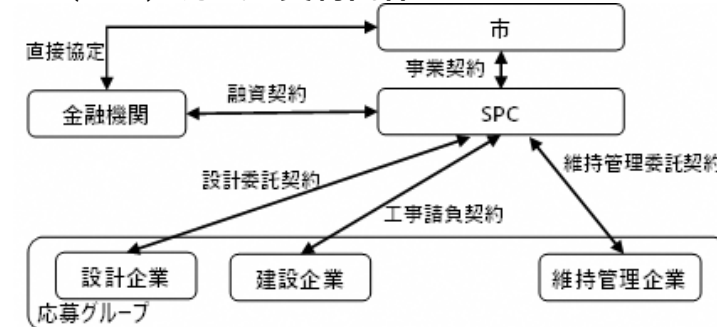 市
直接協定
事業契約
金融機関
融資契約
SPC
設計委託契約
維持管理委託契約
工事請負契約
設計企業
建設企業
維持管理企業
応募グループ